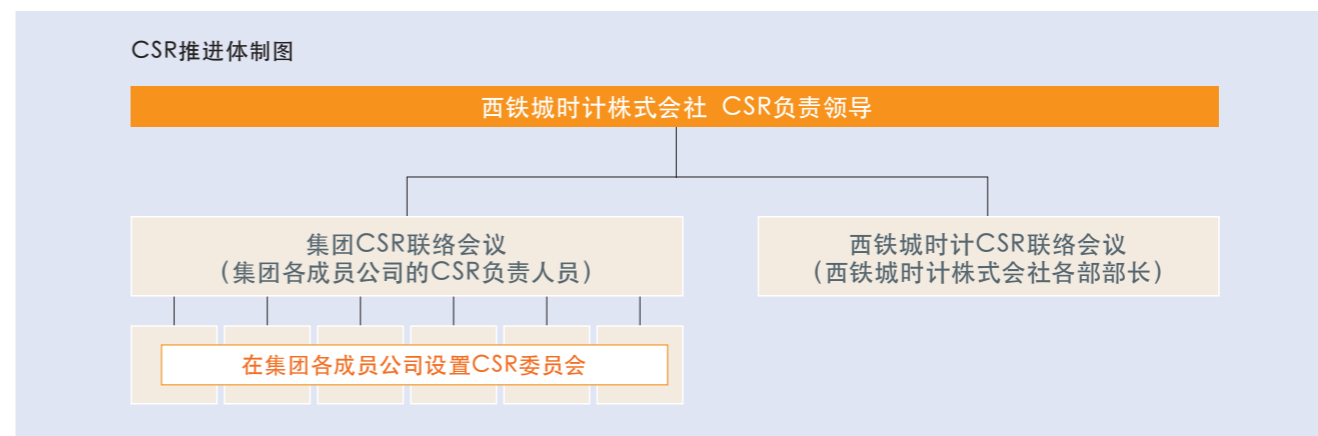 CSR推进体制图
西铁城时计株式会社 CSR负责领导
集团CSR联络会议
（集团各成员公司的CSR负责人员）
西铁城时计CSR联络会议
（西铁城时计株式会社各部部长）
在集团各成员公司设置CSR委员会